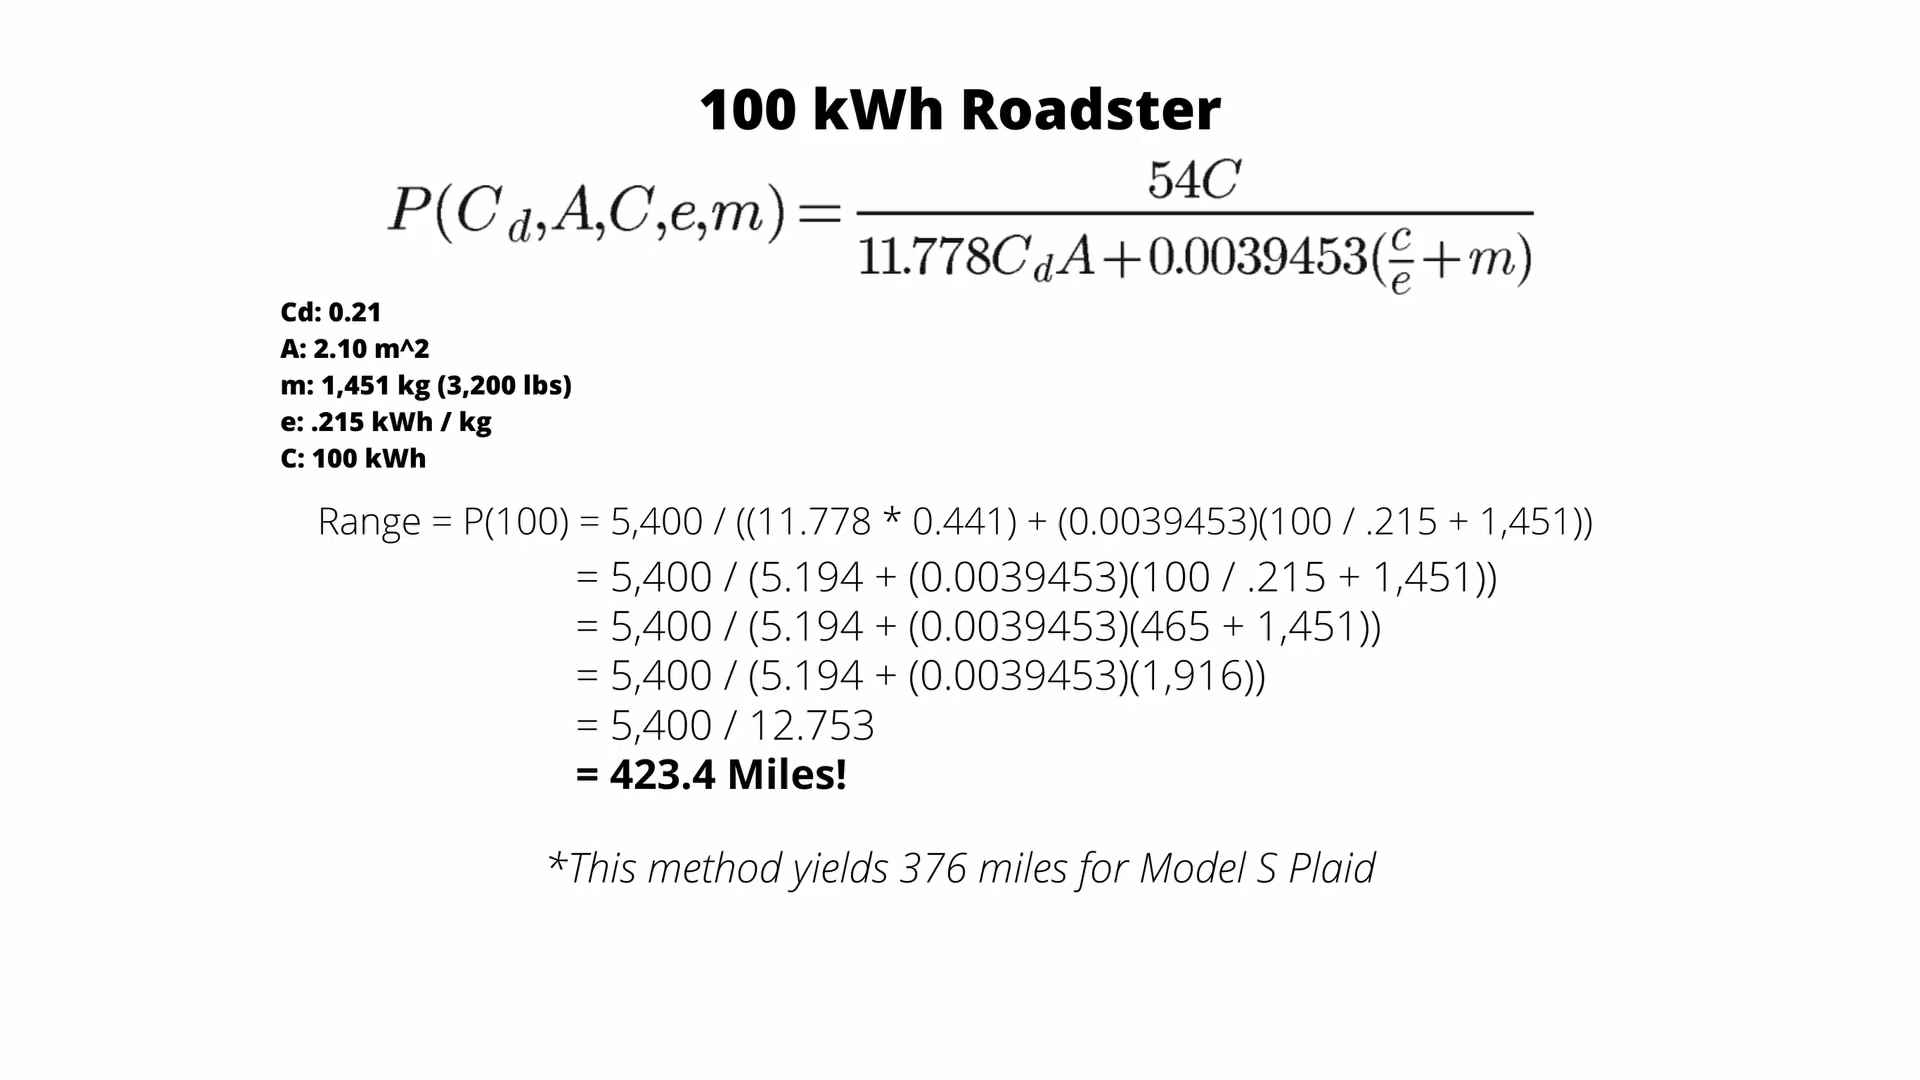 100 kWh Roadster
P(C_d,A,C,e,m)=\frac{54C}{11.778C_dA+0.0039453(\frac{c}{e}+m)}
Cd: 0.21
A: 2.10 m^2
m: 1,451 kg (3,200 lbs)
e: .215 kWh / kg
C: 100 kWh
Range = P(100) = 5,400 / ((11.778 * 0.441) + (0.0039453)(100 / .215 + 1,451))
= 5,400 / (5.194 + (0.0039453)(100 / .215 + 1,451))
= 5,400 / (5.194 + (0.0039453)(465 + 1,451))
= 5,400 / (5.194 + (0.0039453)(1,916))
= 5,400 / 12.753
= 423.4 Miles!
*This method yields 376 miles for Model S Plaid